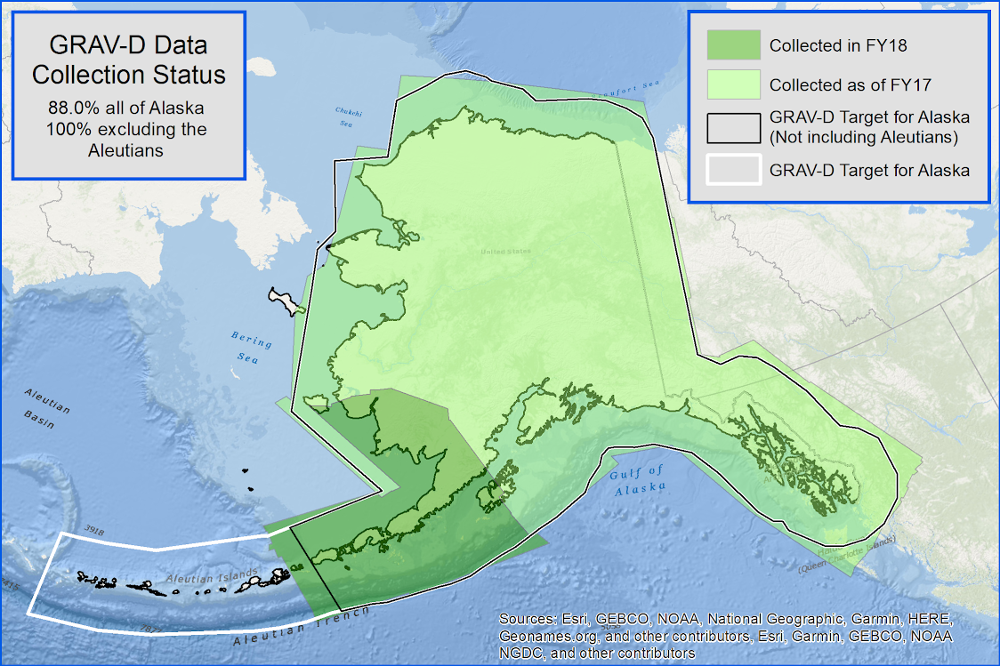 GRAV-D Data
Collection Status
88.0% all of Alaska
100% excluding the
Aleutians
Collected in FY18
Collected as of FY17
GRAV-D Target for Alaska
(Not including Aleutians)
GRAV-D Target for Alaska
Chukchi
Sea
Beaufort Sea
United States
Bering
Sea
Aleutian
Basin
Gulf of
Alaska
3918
Aleutian Islands
7877
Aleutian Trench
(Queen Charlotte Islands)
Sources: Esri, GEBCO, NOAA, National Geographic, Garmin, HERE,
Geonames.org, and other contributors, Esri, Garmin, GEBCO, NOAA
NGDC, and other contributors